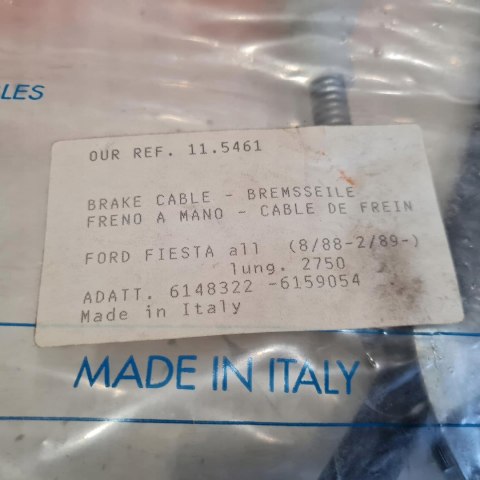 LES
OUR REF. 11.5461
BRAKE CABLE - BREMSSEILE
FRENO A MANO - CABLE DE FREIN
FORD FIESTA all (8/88-2/89-)
lung. 2750
ADATT. 6148322 -6159054
Made in Italy
MADE IN ITALY